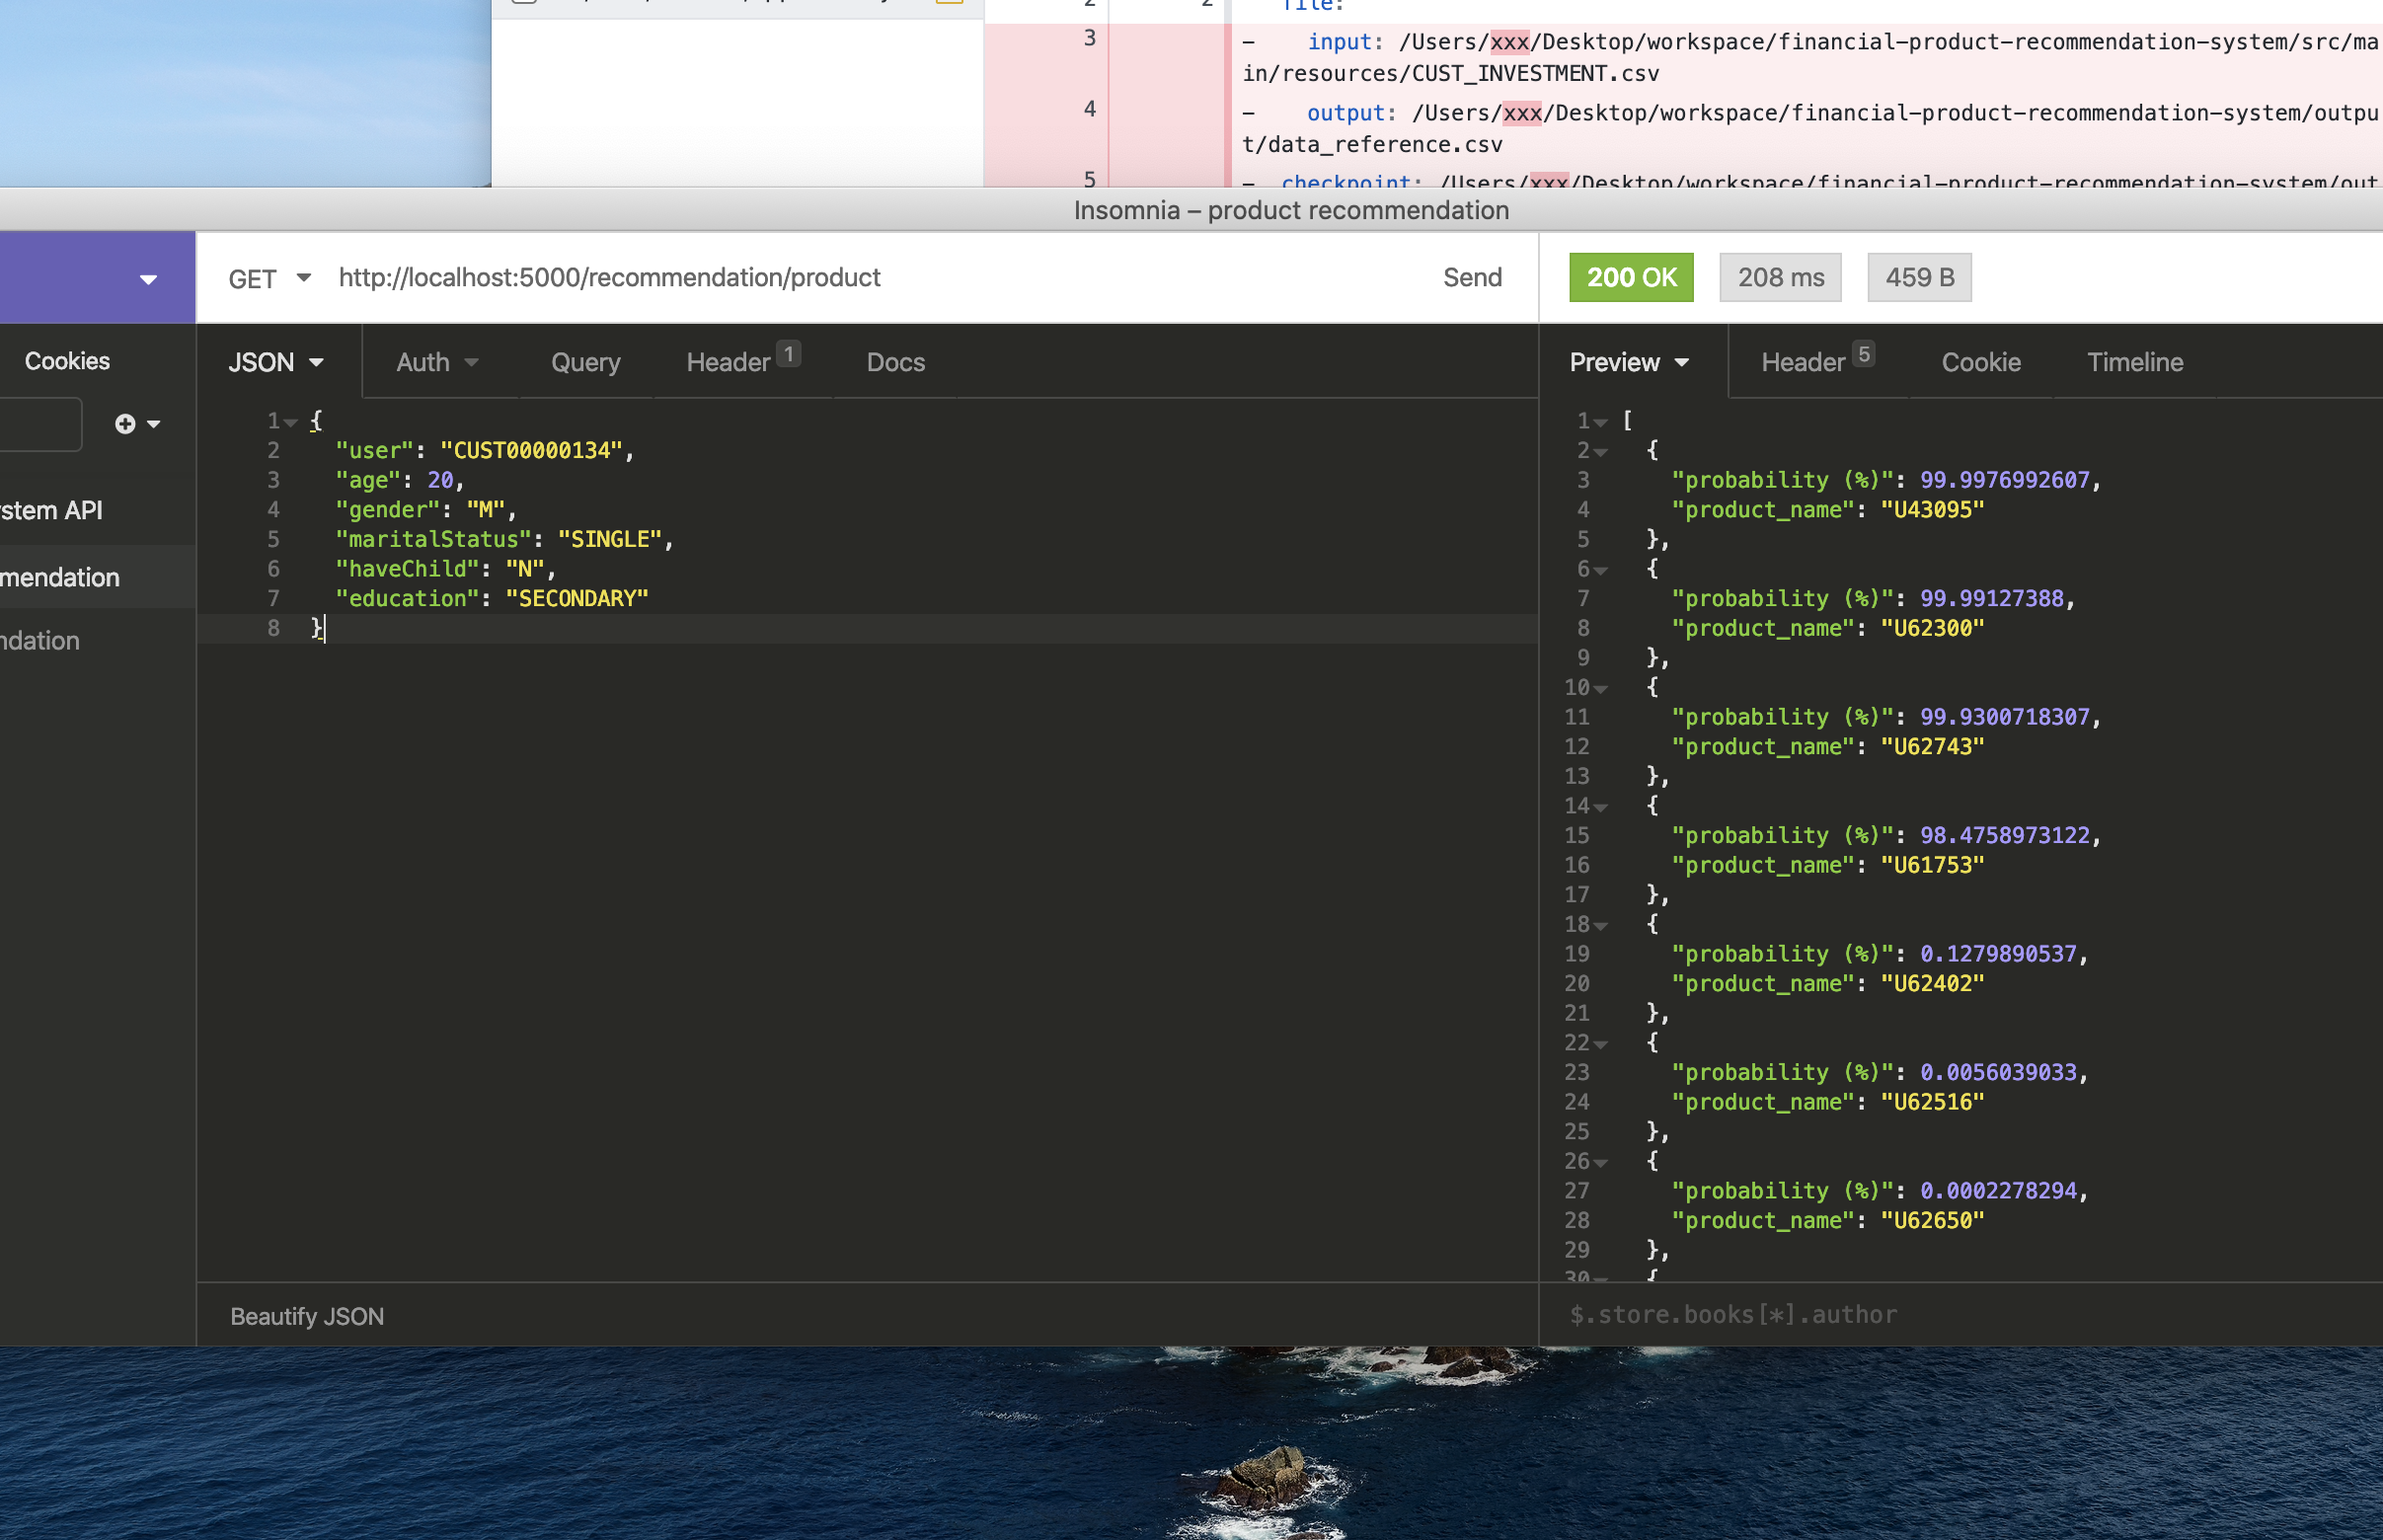 2 2 file:
3 – input: /Users/xxx/Desktop/workspace/financial-product-recommendation-system/src/ma
in/resources/CUST_INVESTMENT.csv
4 – output: /Users/xxx/Desktop/workspace/financial-product-recommendation-system/outpu
t/data_reference.csv
5 – checkpoint: /Users/xxx/Desktop/workspace/financial-product-recommendation-system/out
Insomnia – product recommendation
GET http://localhost:5000/recommendation/product Send
200 OK 208 ms 459 B
Cookies
stem API
mendation
ndation
JSON Auth Query Header 1 Docs
1 {
2 "user": "CUST00000134",
3 "age": 20,
4 "gender": "M",
5 "maritalStatus": "SINGLE",
6 "haveChild": "N",
7 "education": "SECONDARY"
8 }
Beautify JSON
Preview Header 5 Cookie Timeline
1 [
2 {
3 "probability (%)": 99.9976992607,
4 "product_name": "U43095"
5 },
6 {
7 "probability (%)": 99.99127388,
8 "product_name": "U62300"
9 },
10 {
11 "probability (%)": 99.9300718307,
12 "product_name": "U62743"
13 },
14 {
15 "probability (%)": 98.4758973122,
16 "product_name": "U61753"
17 },
18 {
19 "probability (%)": 0.1279890537,
20 "product_name": "U62402"
21 },
22 {
23 "probability (%)": 0.0056039033,
24 "product_name": "U62516"
25 },
26 {
27 "probability (%)": 0.0002278294,
28 "product_name": "U62650"
29 },
30 {
$.store.books[*].author